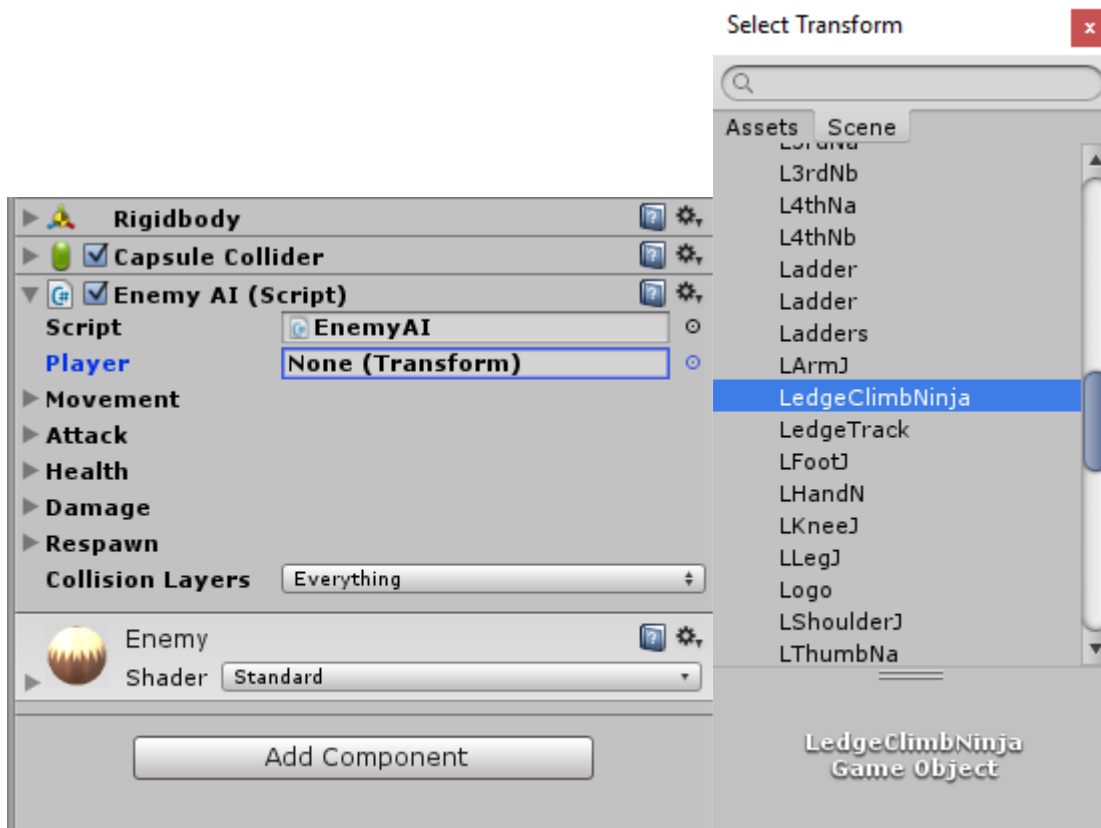 Rigidbody
Capsule Collider
Enemy AI (Script)
Script EnemyAI
Player None (Transform)
Movement
Attack
Health
Damage
Respawn
Collision Layers Everything
Enemy
Shader Standard
Add Component
Select Transform
Assets Scene
L3rdNb
L4thNa
L4thNb
Ladder
Ladder
Ladders
LArmJ
LedgeClimbNinja
LedgeTrack
LFootJ
LHandN
LKneeJ
LLegJ
Logo
LShoulderJ
LThumbNa
LedgeClimbNinja
Game Object